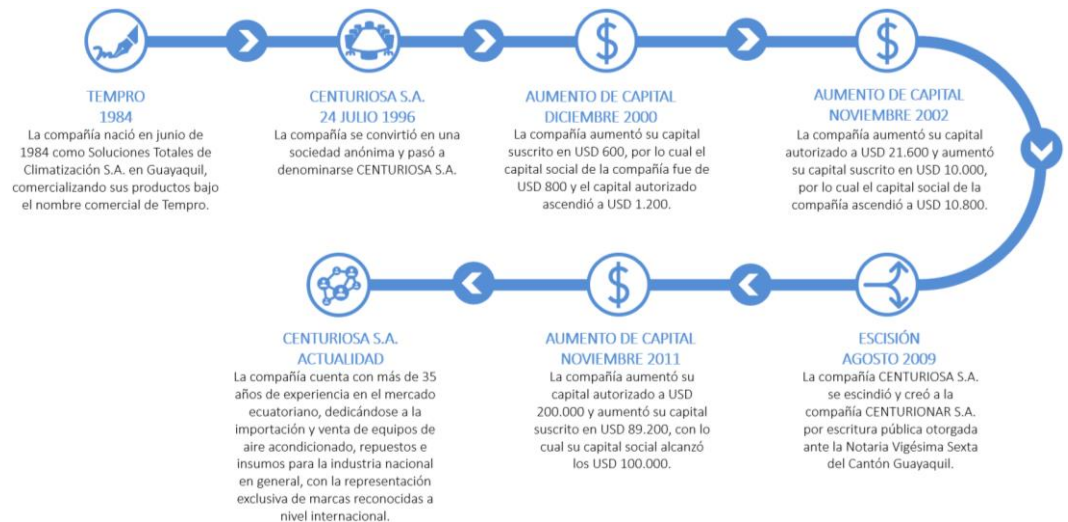 TEMPRO
1984
La compañía nació en junio de
1984 como Soluciones Totales de
Climatización S.A. en Guayaquil,
comercializando sus productos bajo
el nombre comercial de Tempro.
CENTURIOSA S.A.
24 JULIO 1996
La compañía se convirtió en una
sociedad anónima y pasó a
denominarse CENTURIOSA S.A.
AUMENTO DE CAPITAL
DICIEMBRE 2000
La compañía aumentó su capital
suscrito en USD 600, por lo cual el
capital social de la compañía fue de
USD 800 y el capital autorizado
ascendió a USD 1.200.
AUMENTO DE CAPITAL
NOVIEMBRE 2002
La compañía aumentó su capital
autorizado a USD 21.600 y aumentó
su capital suscrito en USD 10.000,
por lo cual el capital social de la
compañía ascendió a USD 10.800.
ESCISIÓN
AGOSTO 2009
La compañía CENTURIOSA S.A.
se escindió y creó a la
compañía CENTURIONAR S.A.
por escritura pública otorgada
ante la Notaria Vigésima Sexta
del Cantón Guayaquil.
AUMENTO DE CAPITAL
NOVIEMBRE 2011
La compañía aumentó su
capital autorizado a USD
200.000 y aumentó su capital
suscrito en USD 89.200, con lo
cual su capital social alcanzó
los USD 100.000.
CENTURIOSA S.A.
ACTUALIDAD
La compañía cuenta con más de 35
años de experiencia en el mercado
ecuatoriano, dedicándose a la
importación y venta de equipos de
aire acondicionado, repuestos e
insumos para la industria nacional
en general, con la representación
exclusiva de marcas reconocidas a
nivel internacional.